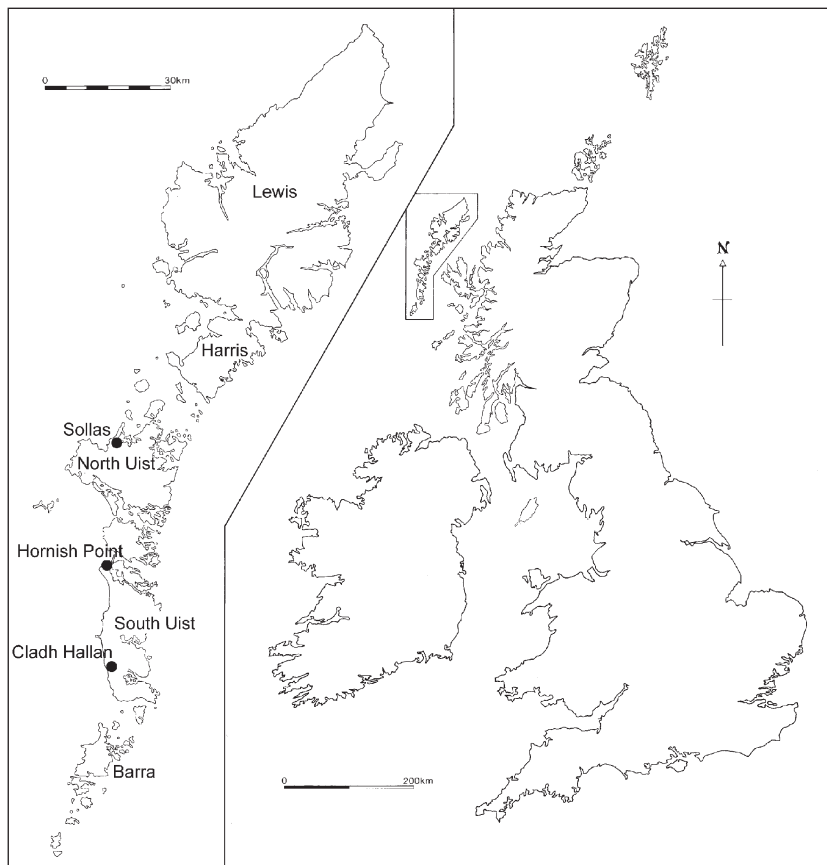 0 30km
Lewis
Harris
Sollas
North Uist
Hornish Point
South Uist
Cladh Hallan
Barra
N
0 200km